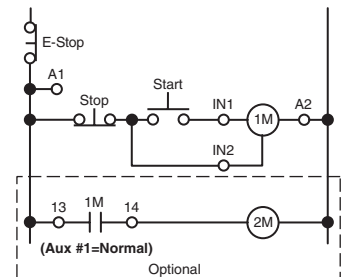 E-Stop
A1
Stop
Start
IN1
1M
A2
IN2
13
1M
14
2M
(Aux #1=Normal)
Optional